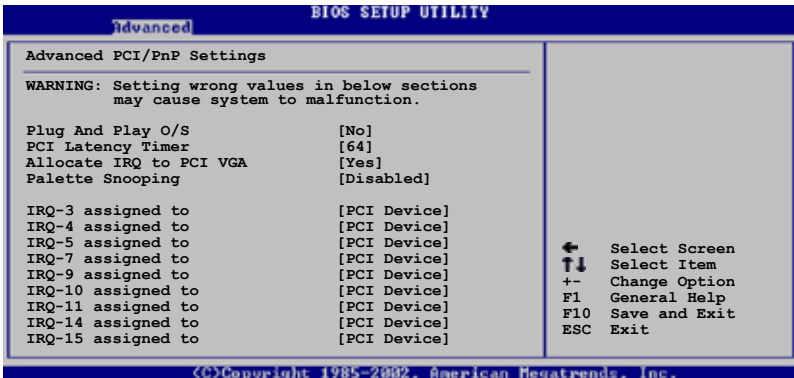 BIOS SETUP UTILITY
Advanced
Advanced PCI/PnP Settings
WARNING: Setting wrong values in below sections
may cause system to malfunction.
Plug And Play O/S [No]
PCI Latency Timer [64]
Allocate IRQ to PCI VGA [Yes]
Palette Snooping [Disabled]
IRQ-3 assigned to [PCI Device]
IRQ-4 assigned to [PCI Device]
IRQ-5 assigned to [PCI Device]
IRQ-7 assigned to [PCI Device]
IRQ-9 assigned to [PCI Device]
IRQ-10 assigned to [PCI Device]
IRQ-11 assigned to [PCI Device]
IRQ-14 assigned to [PCI Device]
IRQ-15 assigned to [PCI Device]
← Select Screen
↑↓ Select Item
+- Change Option
F1 General Help
F10 Save and Exit
ESC Exit
(C)Copyright 1985-2002, American Megatrends, Inc.